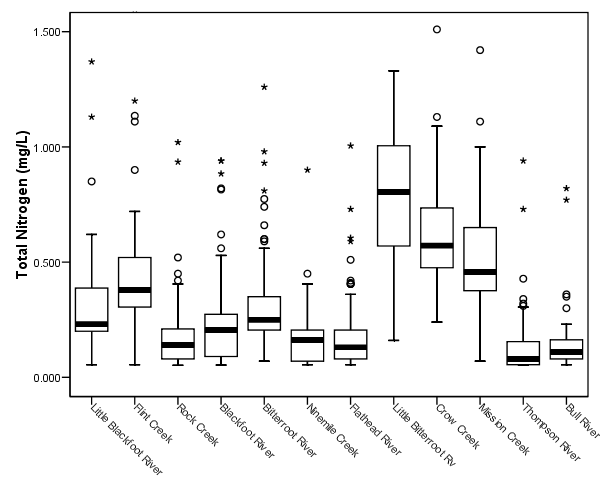 1.500
1.000
0.500
0.000
Total Nitrogen (mg/L)
Little Blackfoot River
Flint Creek
Rock Creek
Blackfoot River
Bitterroot River
Ninemile Creek
Flathead River
Little Bitterroot Rv
Crow Creek
Mission Creek
Thompson River
Bull River